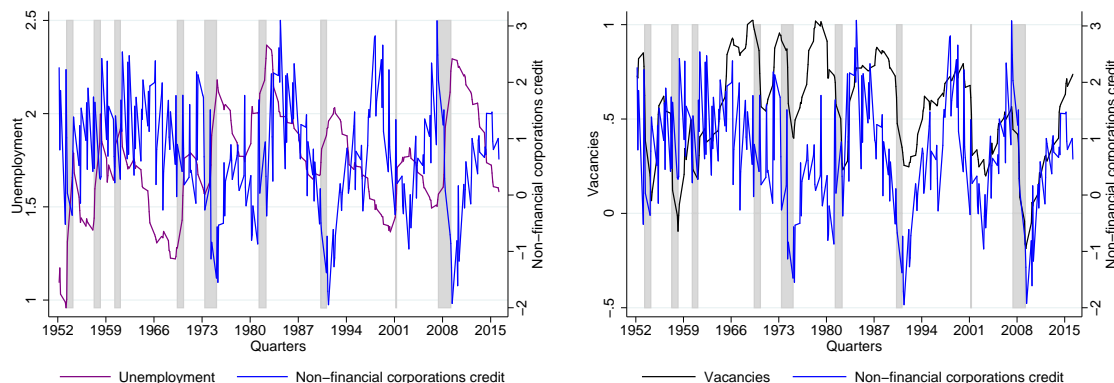 Unemployment
1 1.5 2 2.5
−2 −1 0 1 2 3
Non−financial corporations credit
1952 1959 1966 1973 1980 1987 1994 2001 2009 2015
Quarters
Unemployment Non−financial corporations credit
Vacancies
−.5 0 .5 1
−2 −1 0 1 2 3
Non−financial corporations credit
1952 1959 1966 1973 1980 1987 1994 2001 2008 2015
Quarters
Vacancies Non−financial corporations credit